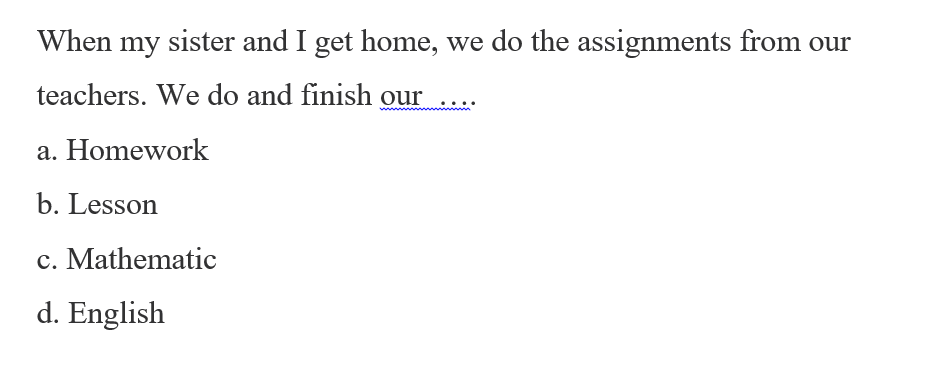 When my sister and I get home, we do the assignments from our
teachers. We do and finish our ….
a. Homework
b. Lesson
c. Mathematic
d. English